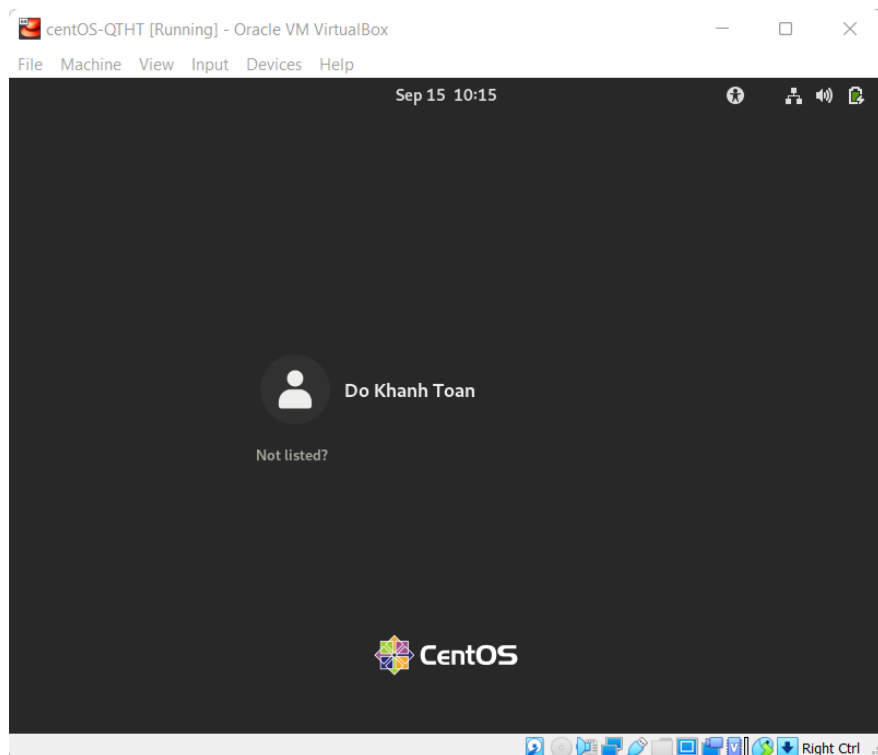 centOS-QTHT [Running] - Oracle VM VirtualBox
File Machine View Input Devices Help
Sep 15 10:15
Do Khanh Toan
Not listed?
CentOS
Right Ctrl